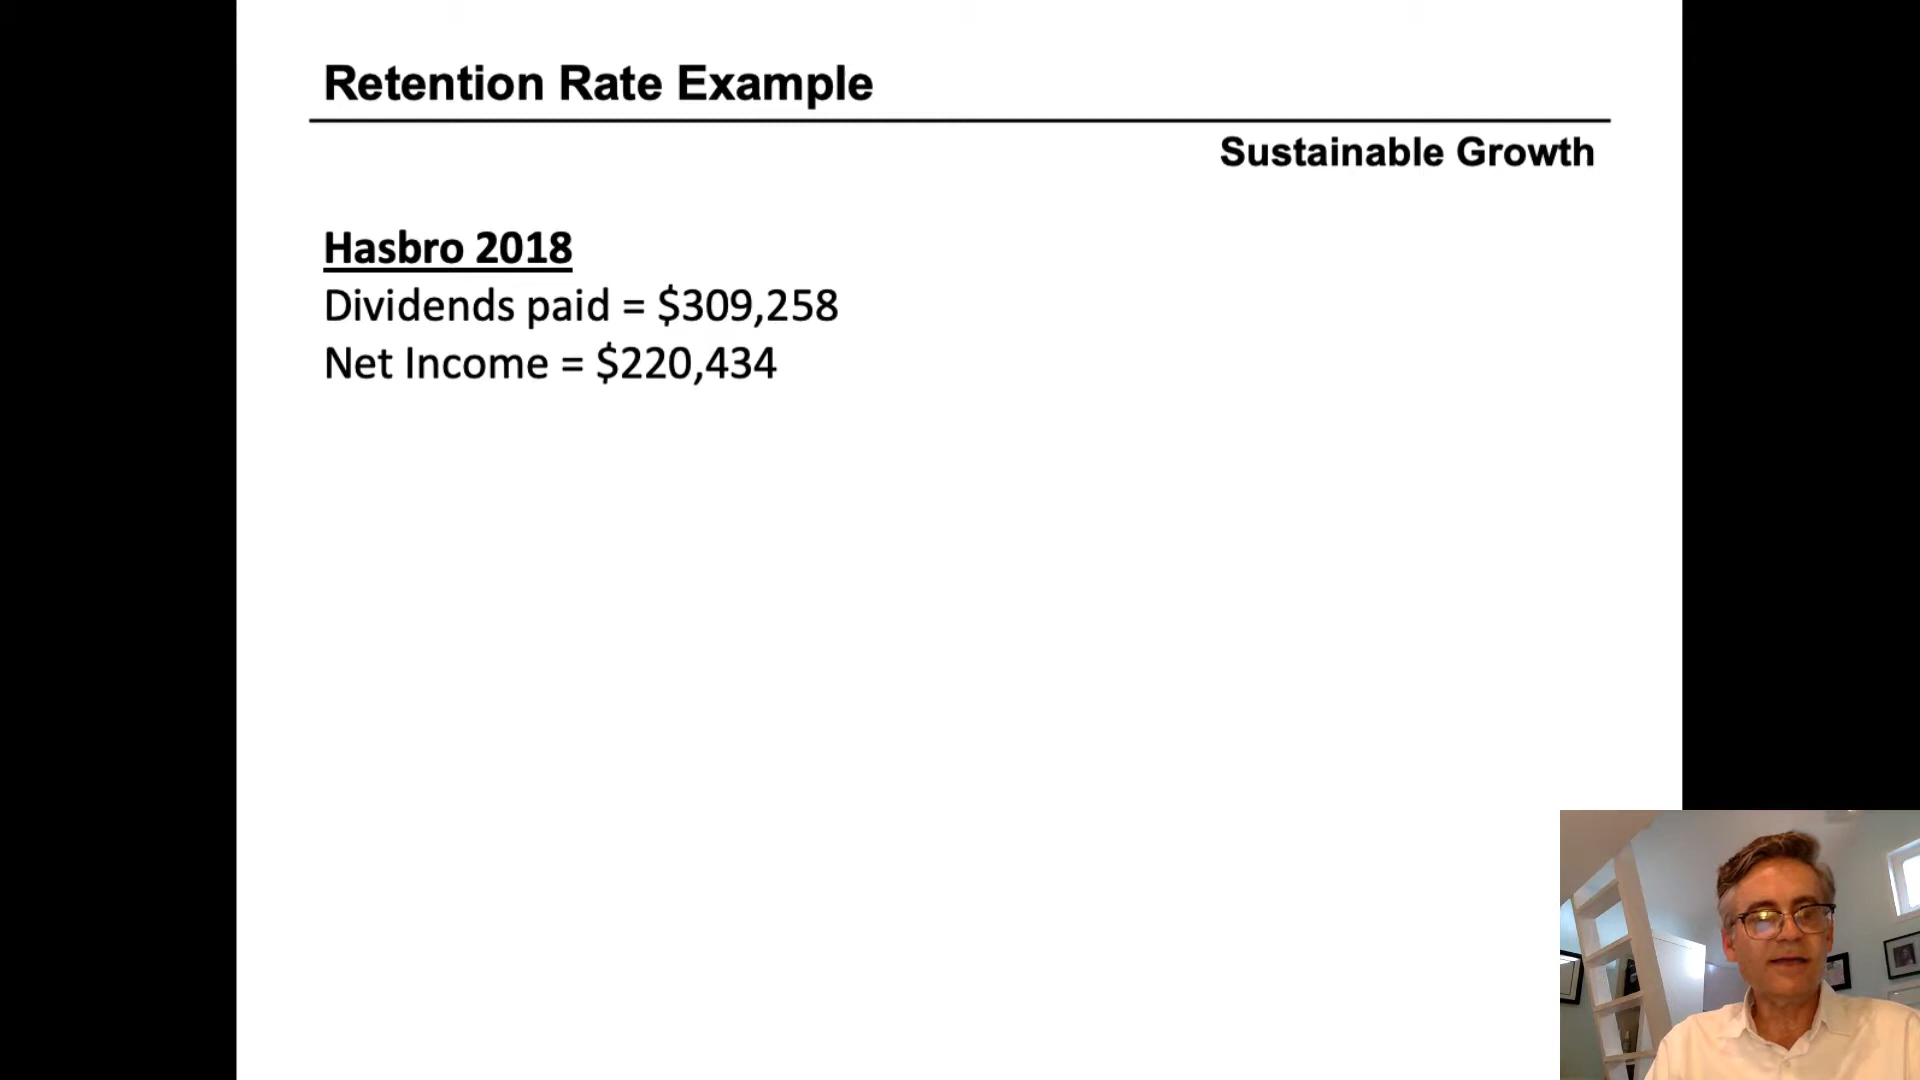 Retention Rate Example
Sustainable Growth
Hasbro 2018
Dividends paid = $309,258
Net Income = $220,434